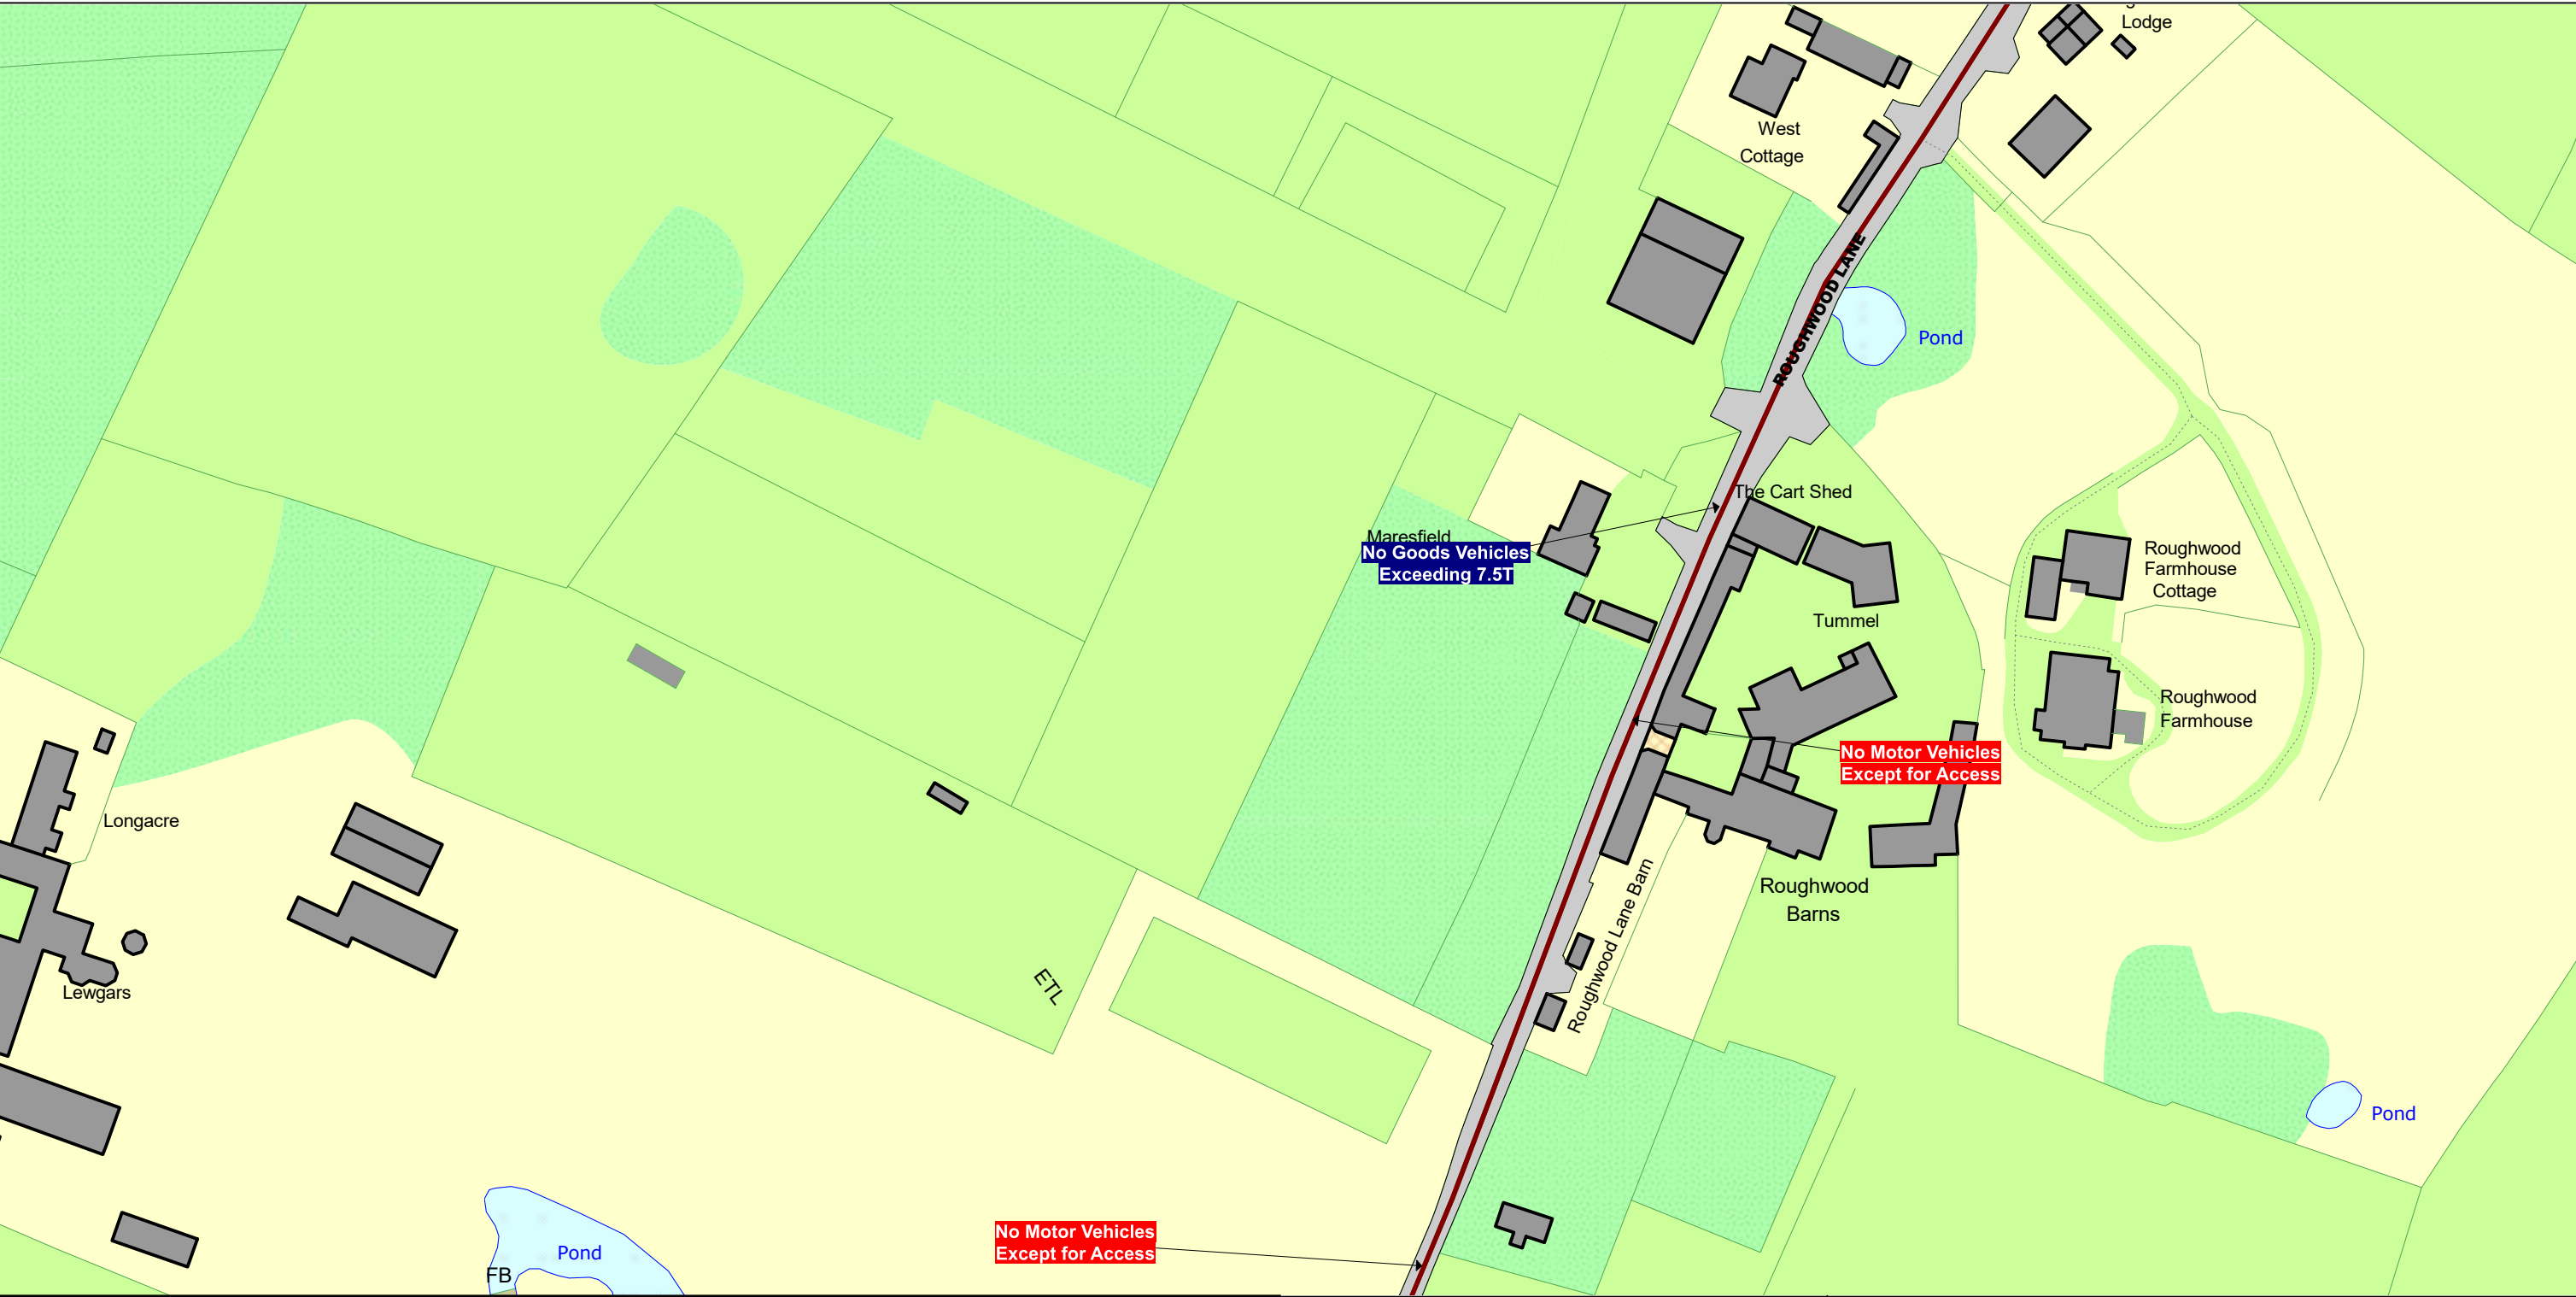 Lodge
West
Cottage
ROUGHWOOD LANE
Pond
The Cart Shed
Maresfield
No Goods Vehicles
Exceeding 7.5T
Roughwood
Farmhouse
Cottage
Tummel
Roughwood
Farmhouse
No Motor Vehicles
Except for Access
Longacre
Roughwood
Barns
Roughwood Lane Barn
ETL
Lewgars
Pond
No Motor Vehicles
Except for Access
Pond
FB